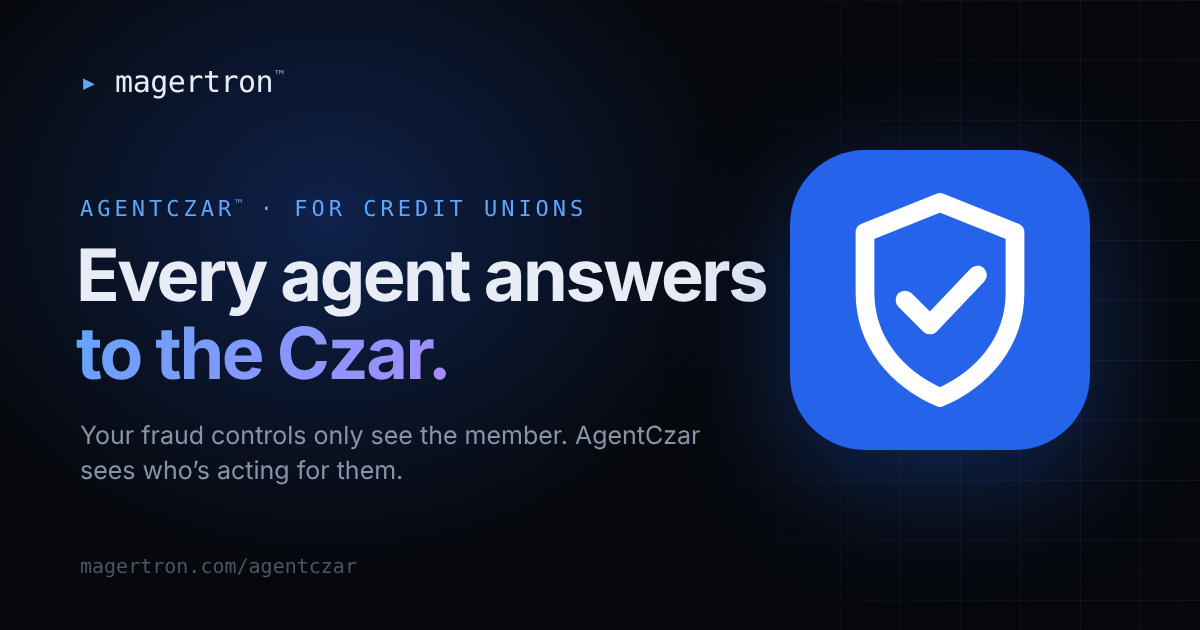 ▸ magertron™
AGENTCZAR™ · FOR CREDIT UNIONS
Every agent answers
to the Czar.
Your fraud controls only see the member. AgentCzar
sees who’s acting for them.
magertron.com/agentczar